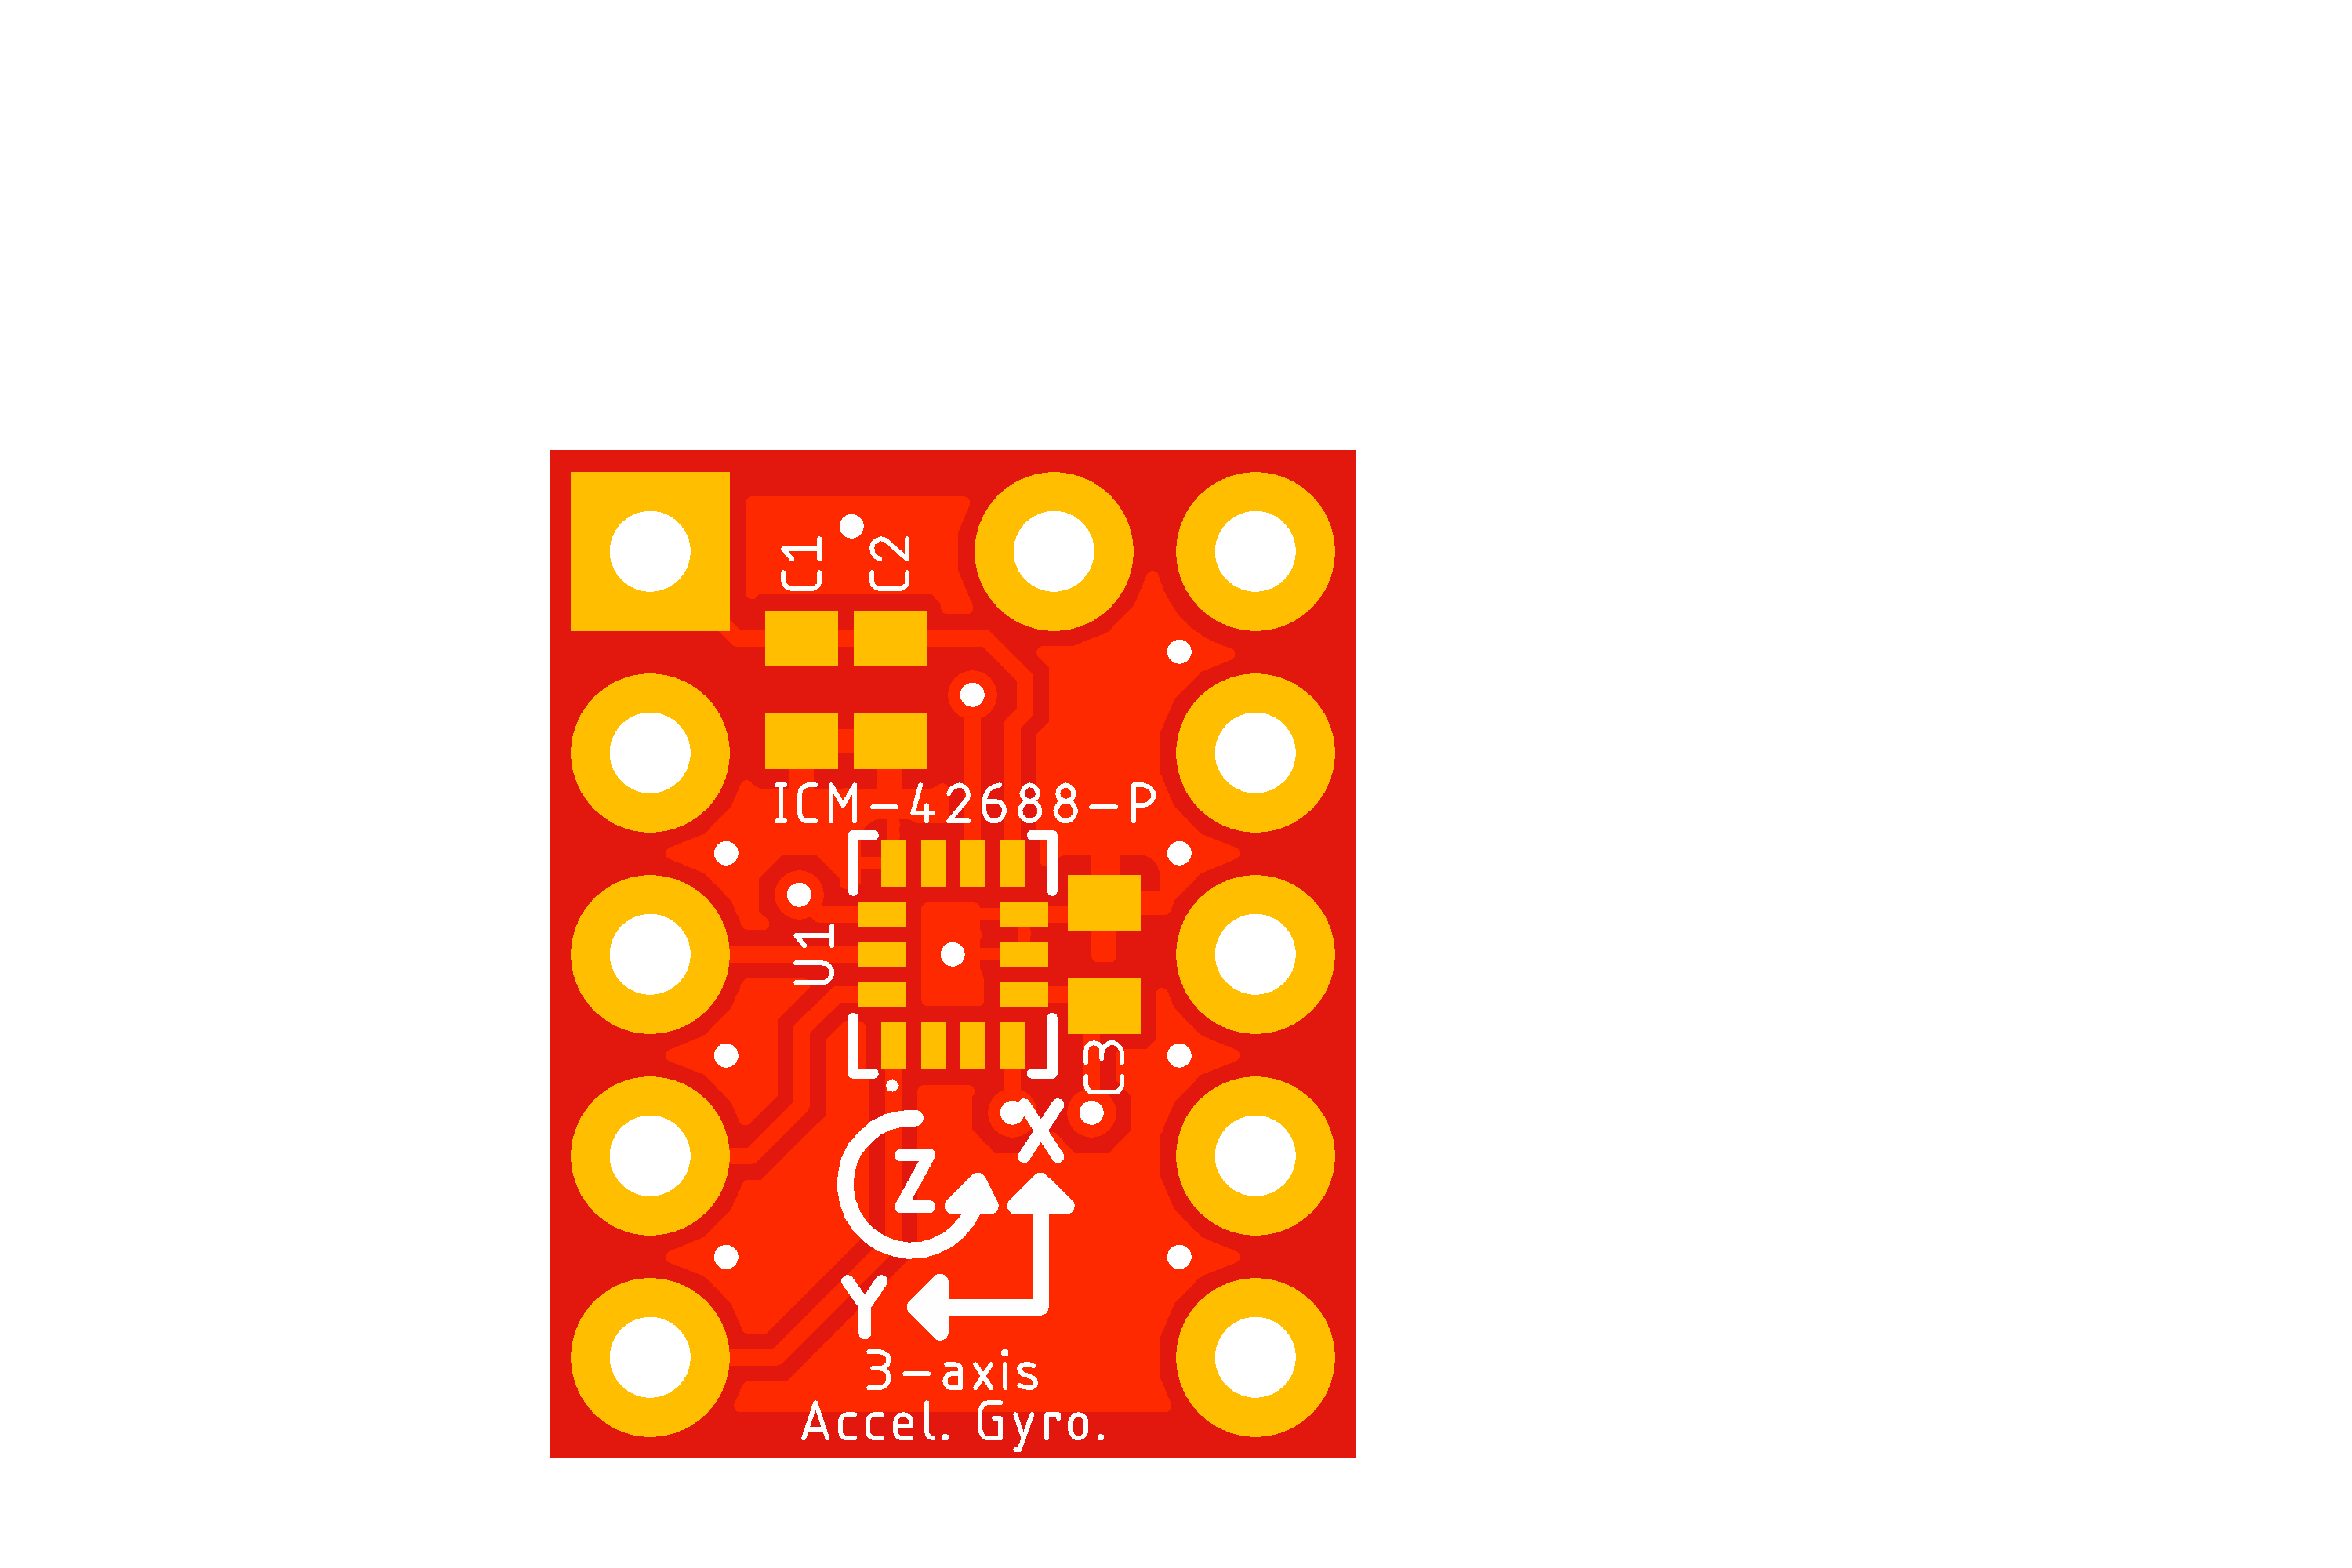 C1
C2
ICM-42688-P
U1
C3
X
Z
Y
3-axis
Accel. Gyro.